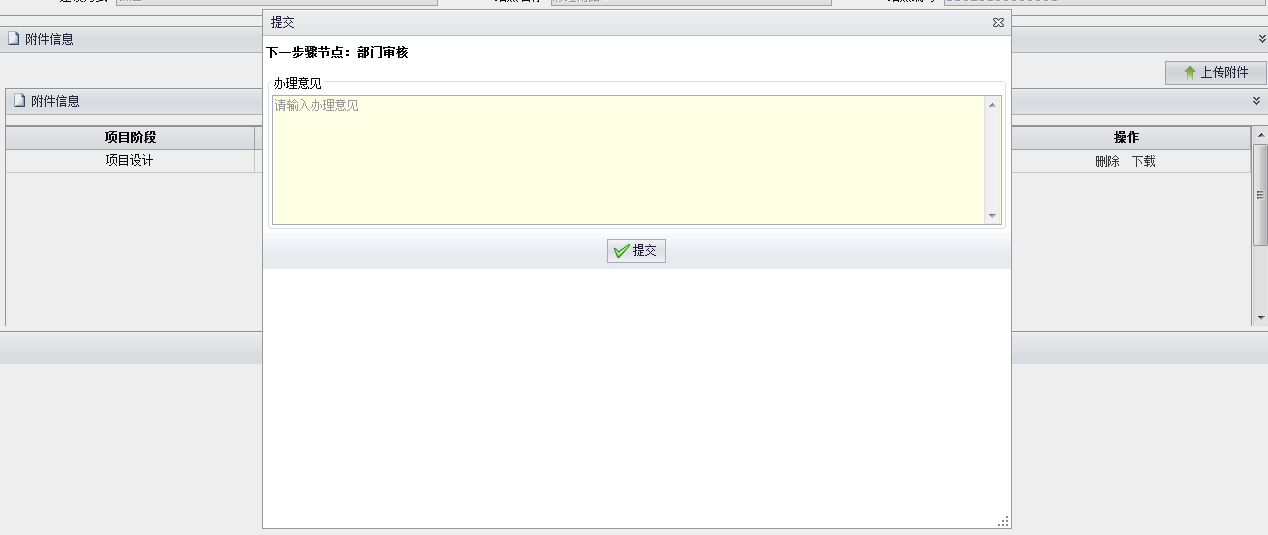 提交
下一步骤节点：部门审核
办理意见
请输入办理意见
提交
附件信息
上传附件
附件信息
项目阶段
操作
项目设计
删除 下载